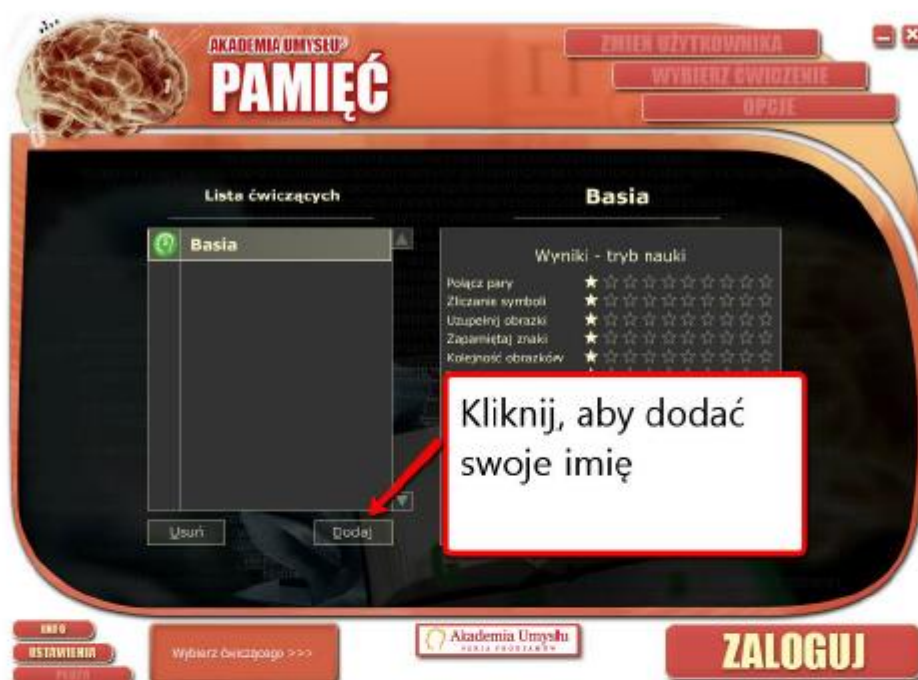 AKADEMIA UMYSŁU
PAMIĘĆ
ZMIEŃ UŻYTKOWNIKA
WYBIERZ ĆWICZENIE
OPCJE
Lista ćwiczących
Basia
Basia
Wyniki - tryb nauki
Połącz pary
Zliczanie symboli
Uzupełnij obrazki
Zapamiętaj znaki
Kolejność obrazków
Kliknij, aby dodać
swoje imię
Usuń
Dodaj
INFO
USTAWIENIA
POMOC
Wybierz ćwiczącego >>>
Akademia Umysłu
SERIA PROGRAMÓW
ZALOGUJ